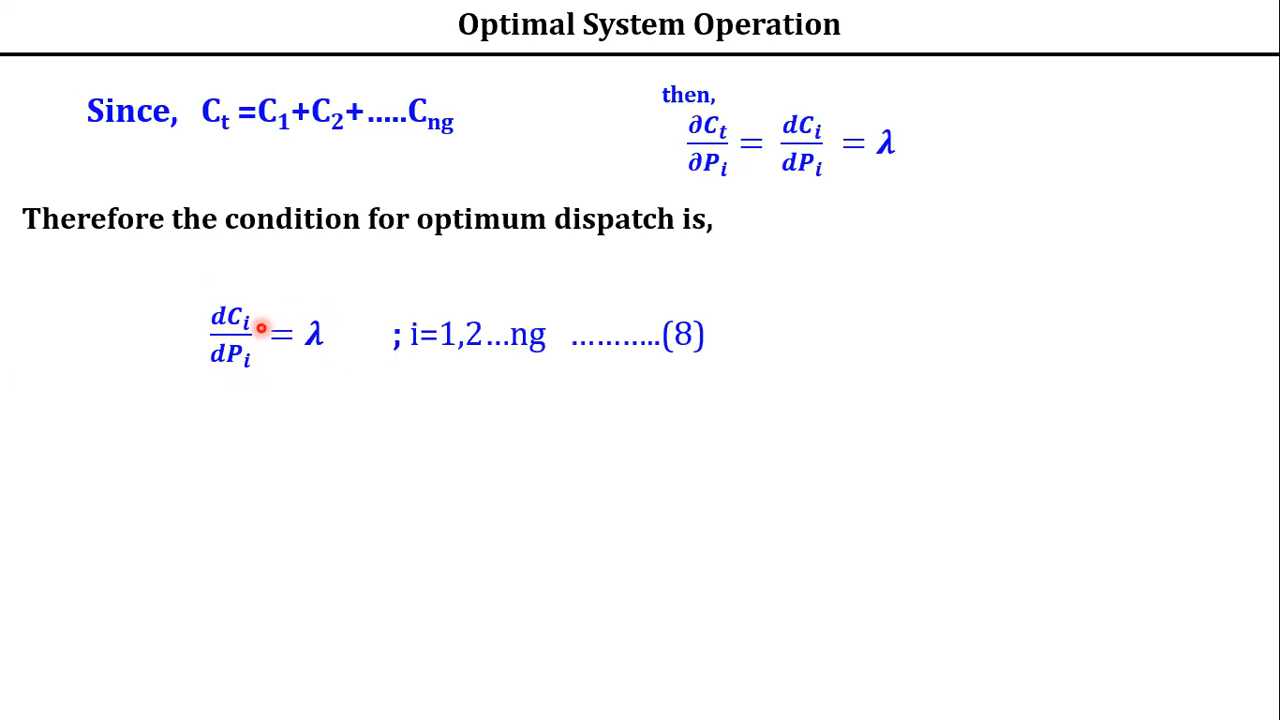 Optimal System Operation
Since, Cₜ =C₁+C₂+…..Cng
then,
∂Cₜ/∂Pᵢ = dCᵢ/dPᵢ = λ
Therefore the condition for optimum dispatch is,
dCᵢ/dPᵢ = λ ; i=1,2…ng ………..(8)